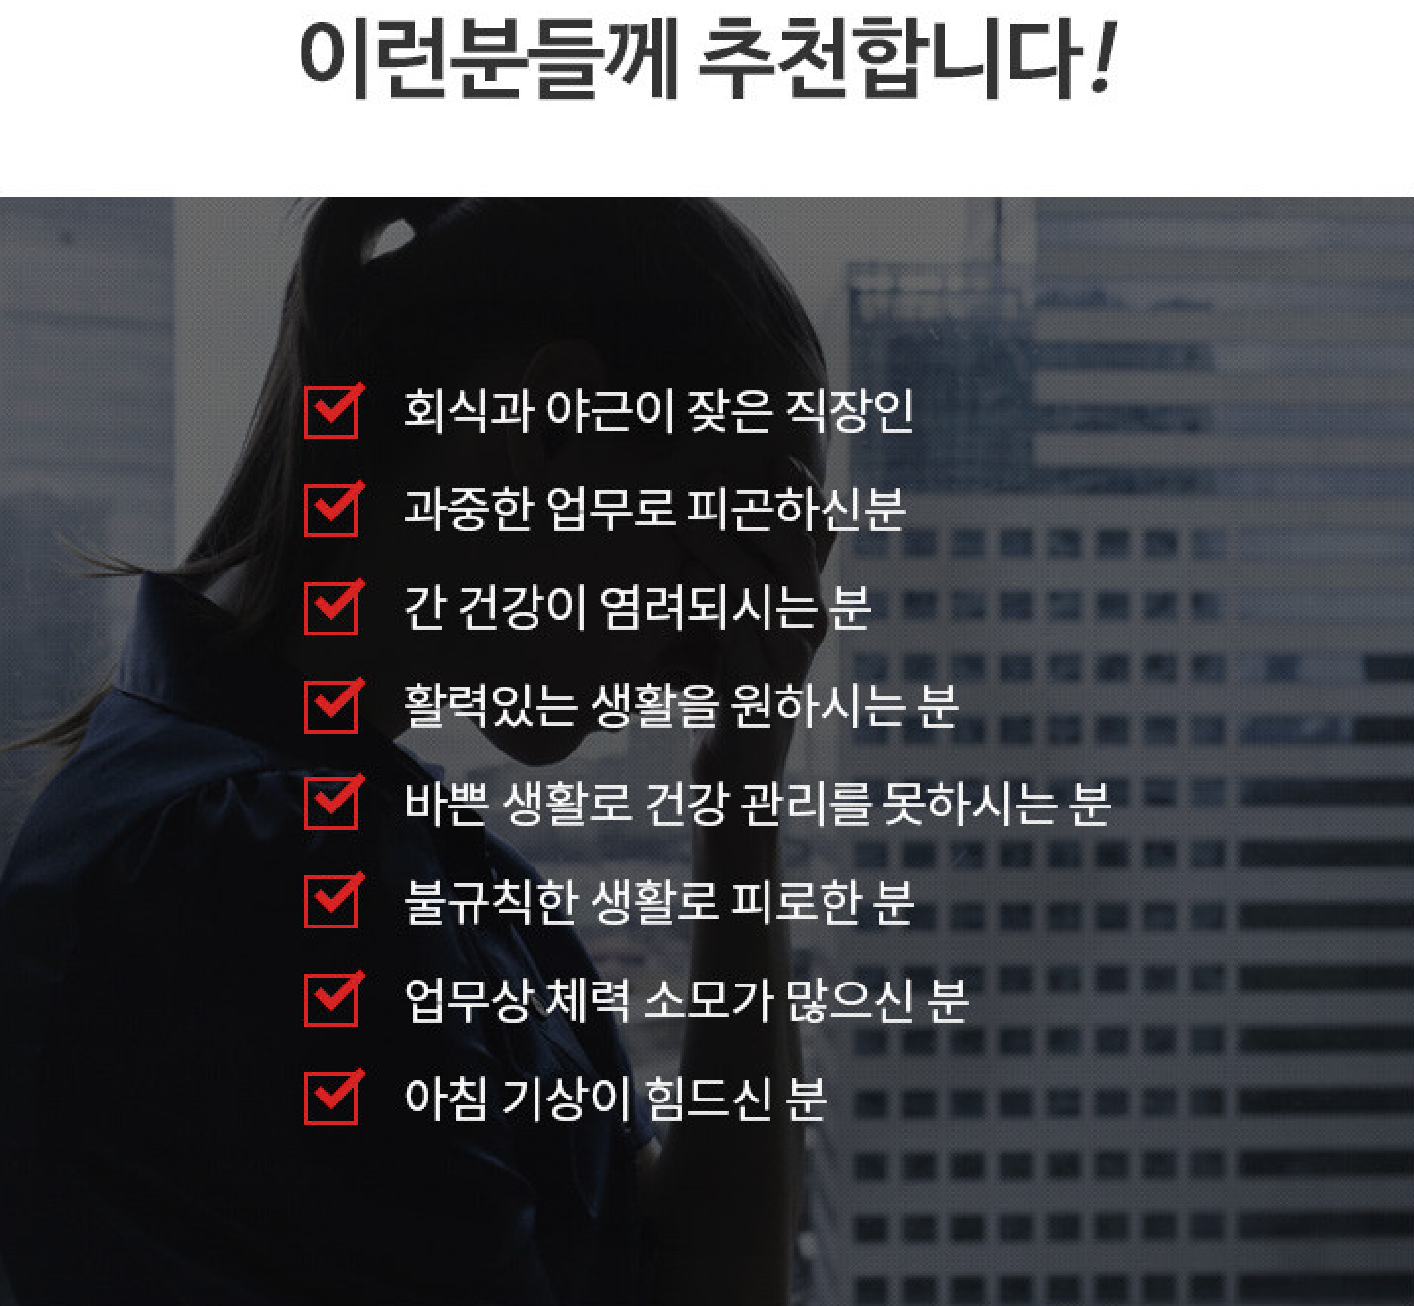 이런분들께 추천합니다!
회식과 야근이 잦은 직장인
과중한 업무로 피곤하신분
간 건강이 염려되시는 분
활력있는 생활을 원하시는 분
바쁜 생활로 건강 관리를 못하시는 분
불규칙한 생활로 피로한 분
업무상 체력 소모가 많으신 분
아침 기상이 힘드신 분